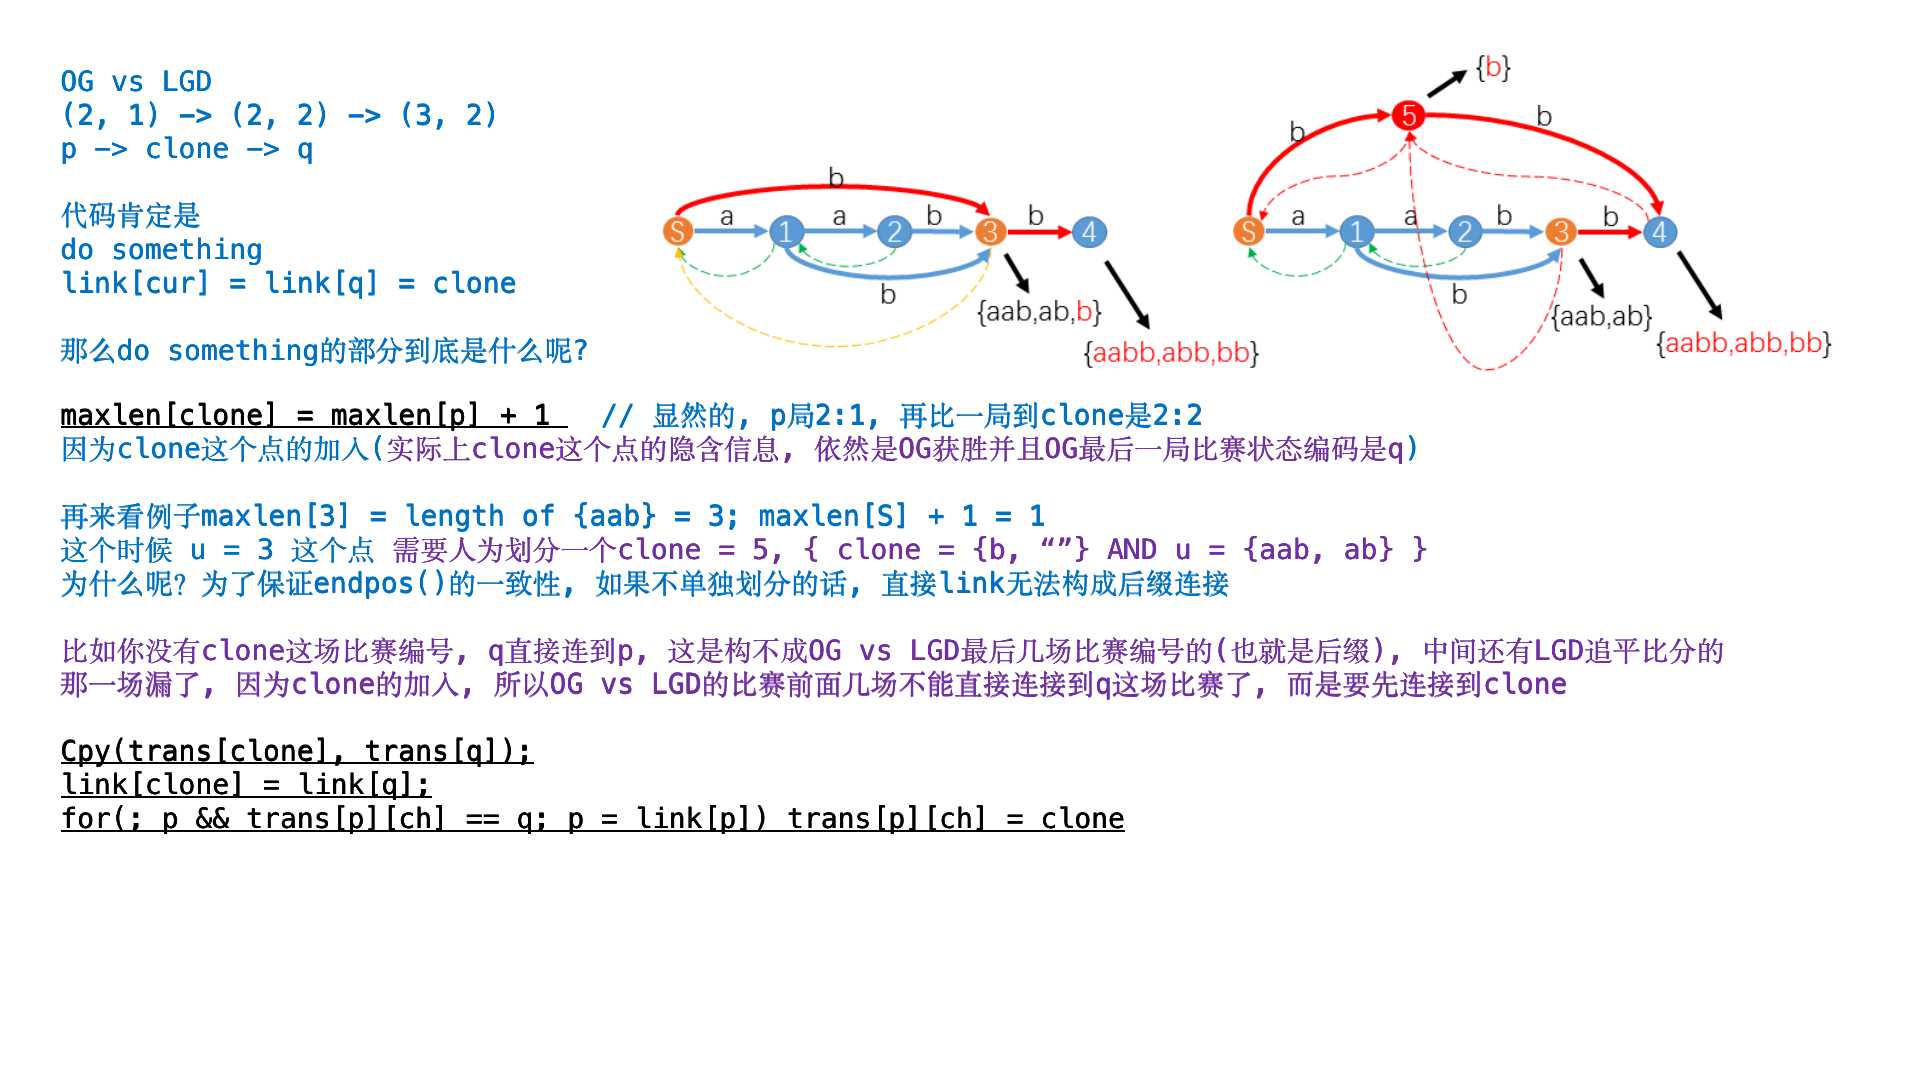 OG vs LGD
(2, 1) -> (2, 2) -> (3, 2)
p -> clone -> q
代码肯定是
do something
link[cur] = link[q] = clone
那么do something的部分到底是什么呢?
b
S a 1 a 2 b 3 b 4
b
{aab,ab,b}
{aabb,abb,bb}
{b}
b 5 b
S a 1 a 2 b 3 b 4
b
{aab,ab}
{aabb,abb,bb}
maxlen[clone] = maxlen[p] + 1 // 显然的, p局2:1, 再比一局到clone是2:2
因为clone这个点的加入(实际上clone这个点的隐含信息, 依然是OG获胜并且OG最后一局比赛状态编码是q)
再来看例子maxlen[3] = length of {aab} = 3; maxlen[S] + 1 = 1
这个时候 u = 3 这个点 需要人为划分一个clone = 5, { clone = {b, “”} AND u = {aab, ab} }
为什么呢? 为了保证endpos()的一致性, 如果不单独划分的话, 直接link无法构成后缀连接
比如你没有clone这场比赛编号, q直接连到p, 这是构不成OG vs LGD最后几场比赛编号的(也就是后缀), 中间还有LGD追平比分的
那一场漏了, 因为clone的加入, 所以OG vs LGD的比赛前面几场不能直接连接到q这场比赛了, 而是要先连接到clone
Cpy(trans[clone], trans[q]);
link[clone] = link[q];
for(; p && trans[p][ch] == q; p = link[p]) trans[p][ch] = clone